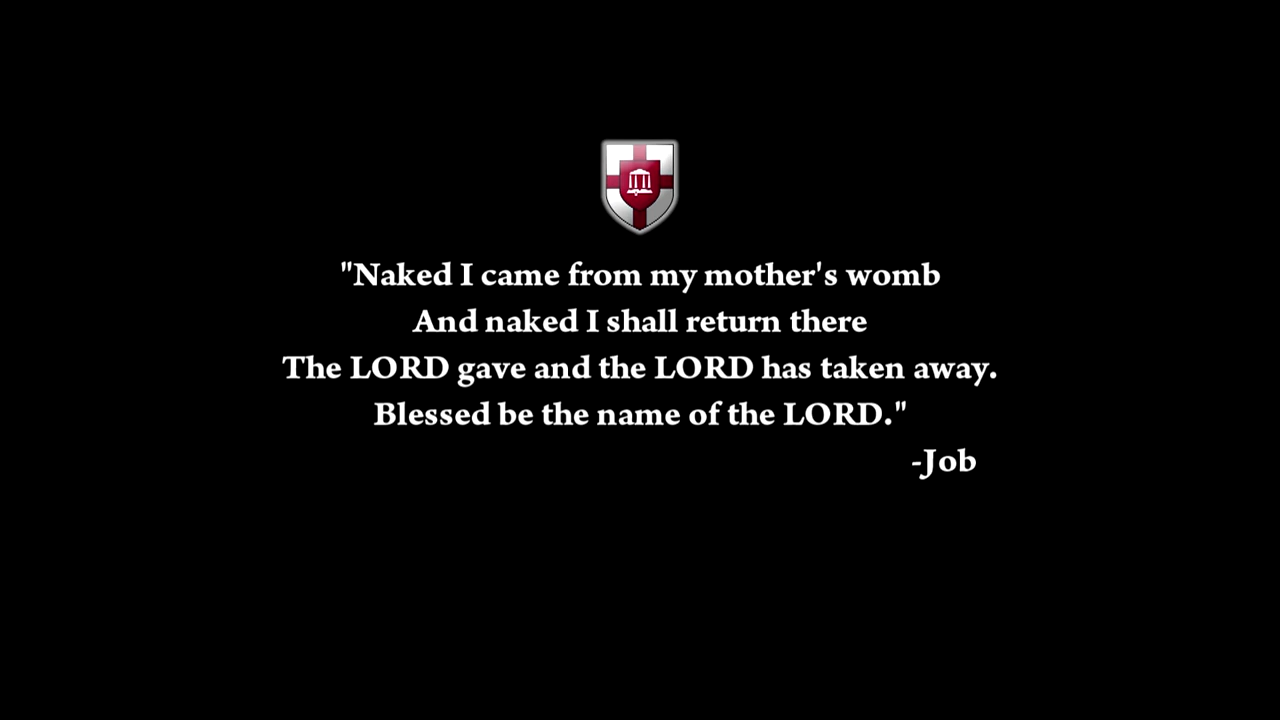 "Naked I came from my mother's womb
And naked I shall return there
The LORD gave and the LORD has taken away.
Blessed be the name of the LORD."
-Job